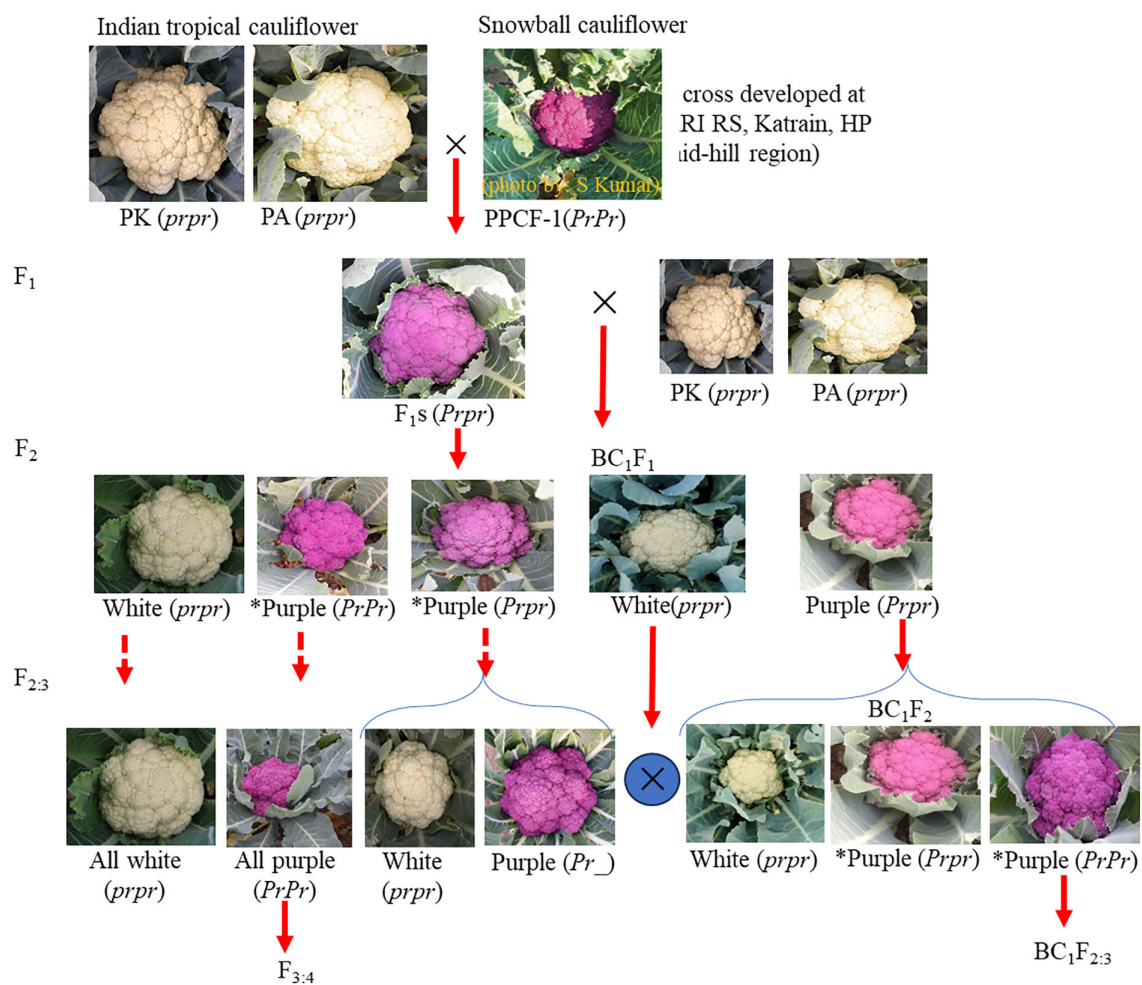 Indian tropical cauliflower
Snowball cauliflower
cross developed at
RI RS, Katrain, HP
id-hill region)
×
(photo by: S Kumar)
PK (prpr)
PA (prpr)
PPCF-1(PrPr)
F₁
×
PK (prpr)
PA (prpr)
F₁s (Prpr)
F₂
BC₁F₁
White (prpr)
*Purple (PrPr)
*Purple (Prpr)
White(prpr)
Purple (Prpr)
F₂:₃
BC₁F₂
×
All white
(prpr)
All purple
(PrPr)
White
(prpr)
Purple (Pr_)
White (prpr)
*Purple (Prpr)
*Purple (PrPr)
F₃:₄
BC₁F₂:₃